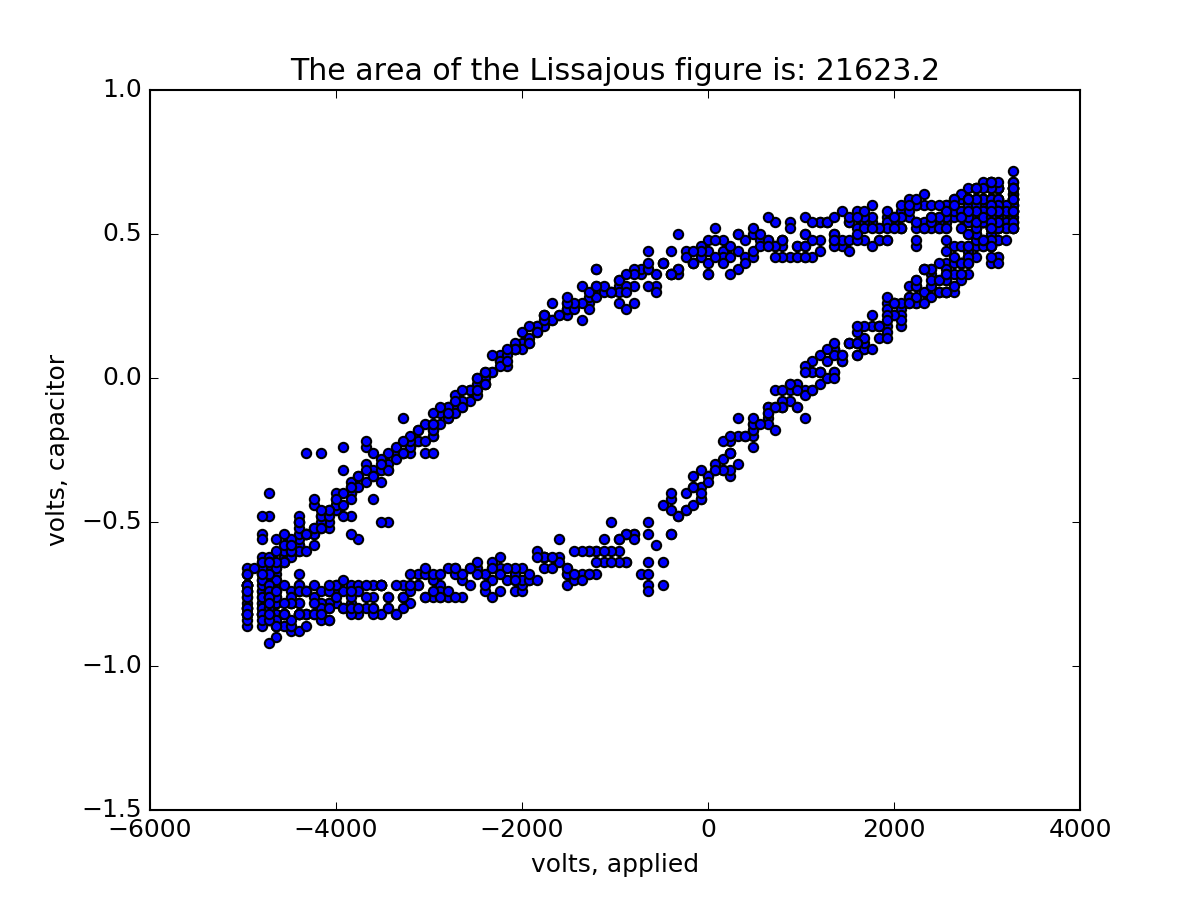 The area of the Lissajous figure is: 21623.2
1.0
0.5
0.0
−0.5
−1.0
−1.5
volts, capacitor
−6000 −4000 −2000 0 2000 4000
volts, applied